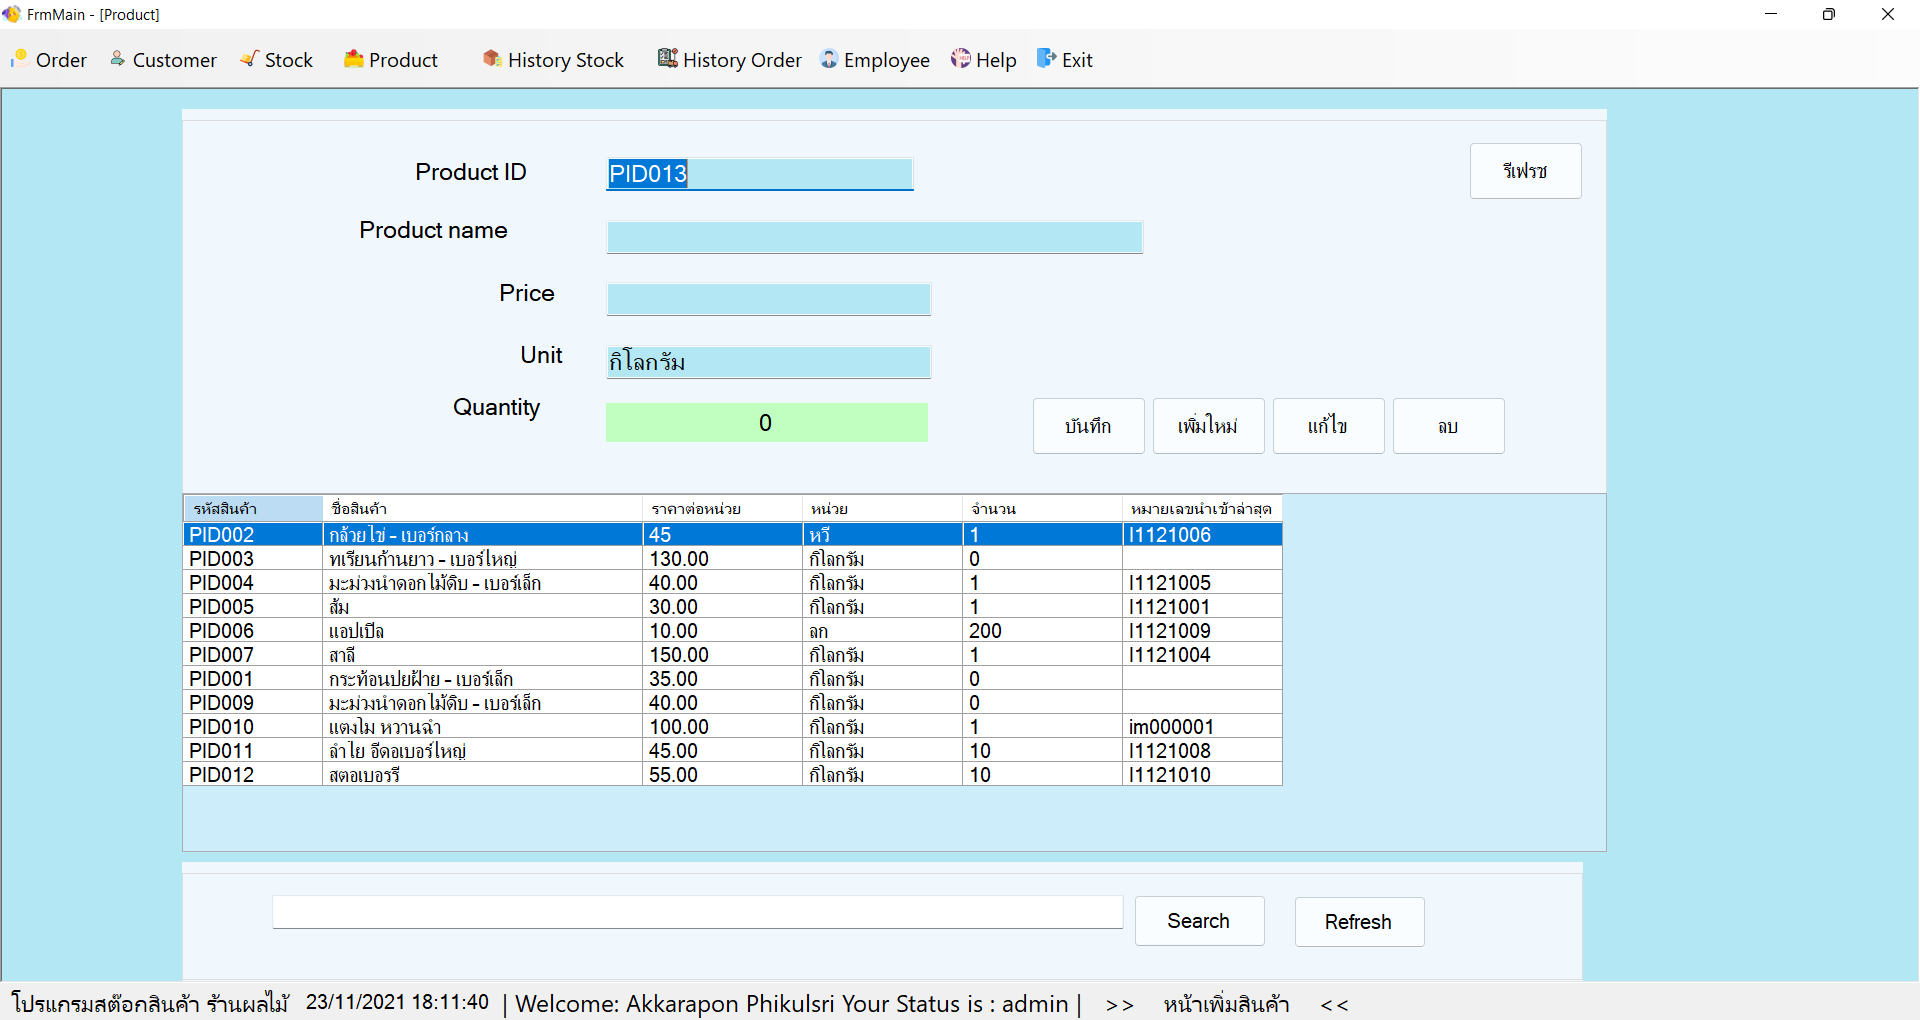 FrmMain - [Product]
Order Customer Stock Product History Stock History Order Employee Help Exit
Product ID PID013 รีเฟรช
Product name
Price
Unit กิโลกรัม
Quantity 0 บันทึก เพิ่มใหม่ แก้ไข ลบ
รหัสสินค้า ชื่อสินค้า ราคาต่อหน่วย หน่วย จำนวน หมายเลขนำเข้าล่าสุด
PID002 กล้วยไข่ - เบอร์กลาง 45 หวี 1 I1121006
PID003 ทเรียนก้านยาว - เบอร์ใหญ่ 130.00 กิโลกรัม 0
PID004 มะม่วงน้ำดอกไม้ดิบ - เบอร์เล็ก 40.00 กิโลกรัม 1 I1121005
PID005 ส้ม 30.00 กิโลกรัม 1 I1121001
PID006 แอปเปิล 10.00 ลูก 200 I1121009
PID007 สาลี่ 150.00 กิโลกรัม 1 I1121004
PID001 กระท้อนปุยฝ้าย - เบอร์เล็ก 35.00 กิโลกรัม 0
PID009 มะม่วงน้ำดอกไม้ดิบ - เบอร์เล็ก 40.00 กิโลกรัม 0
PID010 แตงโม หวานฉ่ำ 100.00 กิโลกรัม 1 im000001
PID011 ลำไย อีดอเบอร์ใหญ่ 45.00 กิโลกรัม 10 I1121008
PID012 สตอเบอรรี่ 55.00 กิโลกรัม 10 I1121010
Search Refresh
โปรแกรมสต๊อกสินค้า ร้านผลไม้ 23/11/2021 18:11:40 | Welcome: Akkarapon Phikulsri Your Status is : admin | >> หน้าเพิ่มสินค้า <<